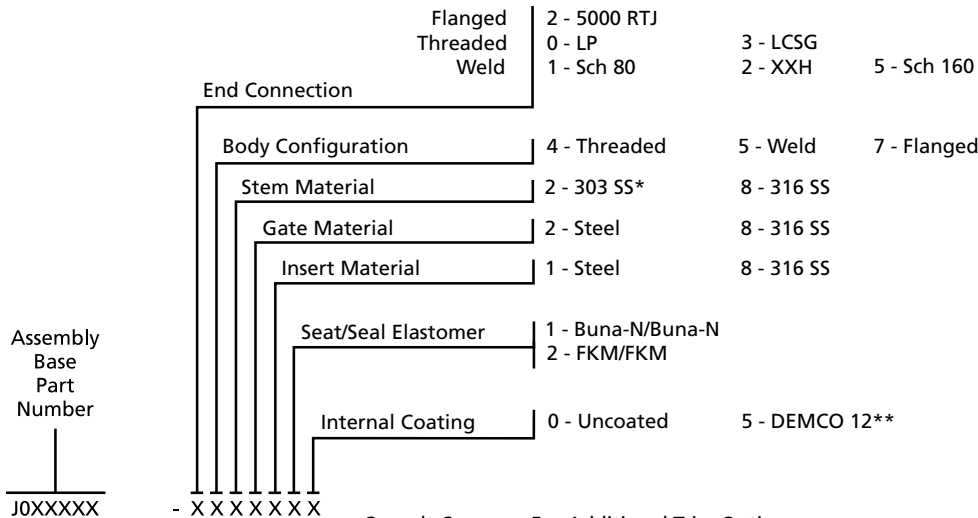 Flanged 2 - 5000 RTJ
Threaded 0 - LP 3 - LCSG
Weld 1 - Sch 80 2 - XXH 5 - Sch 160
End Connection
Body Configuration 4 - Threaded 5 - Weld 7 - Flanged
Stem Material 2 - 303 SS* 8 - 316 SS
Gate Material 2 - Steel 8 - 316 SS
Insert Material 1 - Steel 8 - 316 SS
Seat/Seal Elastomer 1 - Buna-N/Buna-N
2 - FKM/FKM
Assembly
Base
Part
Number
Internal Coating 0 - Uncoated 5 - DEMCO 12**
J0XXXXX - X X X X X X X